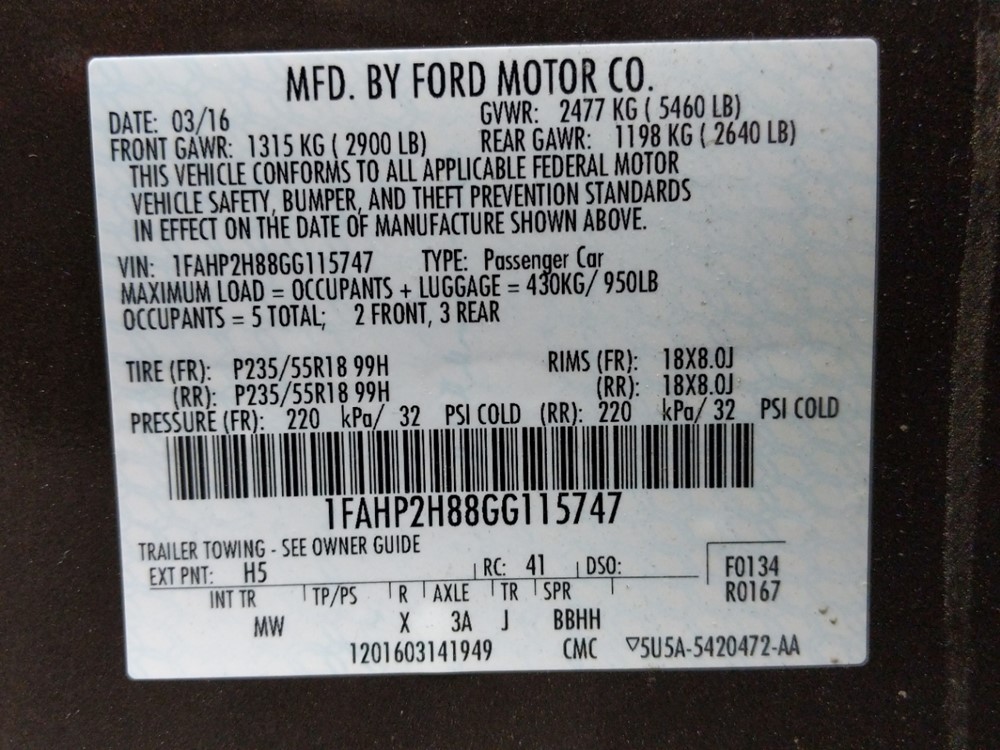 MFD. BY FORD MOTOR CO.
DATE: 03/16 GVWR: 2477 KG ( 5460 LB)
FRONT GAWR: 1315 KG ( 2900 LB) REAR GAWR: 1198 KG ( 2640 LB)
THIS VEHICLE CONFORMS TO ALL APPLICABLE FEDERAL MOTOR
VEHICLE SAFETY, BUMPER, AND THEFT PREVENTION STANDARDS
IN EFFECT ON THE DATE OF MANUFACTURE SHOWN ABOVE.
VIN: 1FAHP2H88GG115747 TYPE: Passenger Car
MAXIMUM LOAD = OCCUPANTS + LUGGAGE = 430KG/ 950LB
OCCUPANTS = 5 TOTAL; 2 FRONT, 3 REAR
TIRE (FR): P235/55R18 99H RIMS (FR): 18X8.0J
(RR): P235/55R18 99H (RR): 18X8.0J
PRESSURE (FR): 220 kPa/ 32 PSI COLD (RR): 220 kPa/ 32 PSI COLD
1FAHP2H88GG115747
TRAILER TOWING - SEE OWNER GUIDE
EXT PNT: H5 RC: 41 DSO: F0134
INT TR TP/PS R AXLE TR SPR R0167
MW X 3A J BBHH
1201603141949 CMC ▽5U5A-5420472-AA